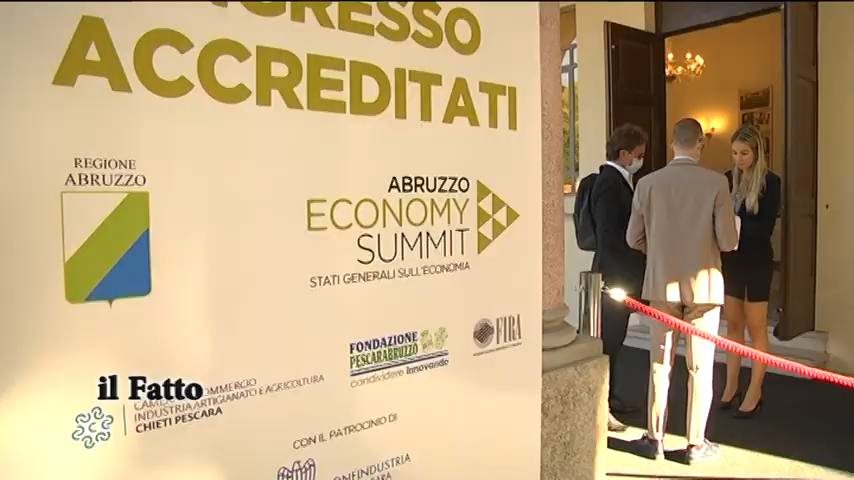 ACCREDITATI
REGIONE
ABRUZZO
ABRUZZO
ECONOMY
SUMMIT
STATI GENERALI SULL'ECONOMIA
FONDAZIONE
PESCARABRUZZO
condividere innovando
FIRA
il Fatto
COMMERCIO
INDUSTRIA ARTIGIANATO E AGRICOLTURA
CHIETI PESCARA
CON IL PATROCINIO DI